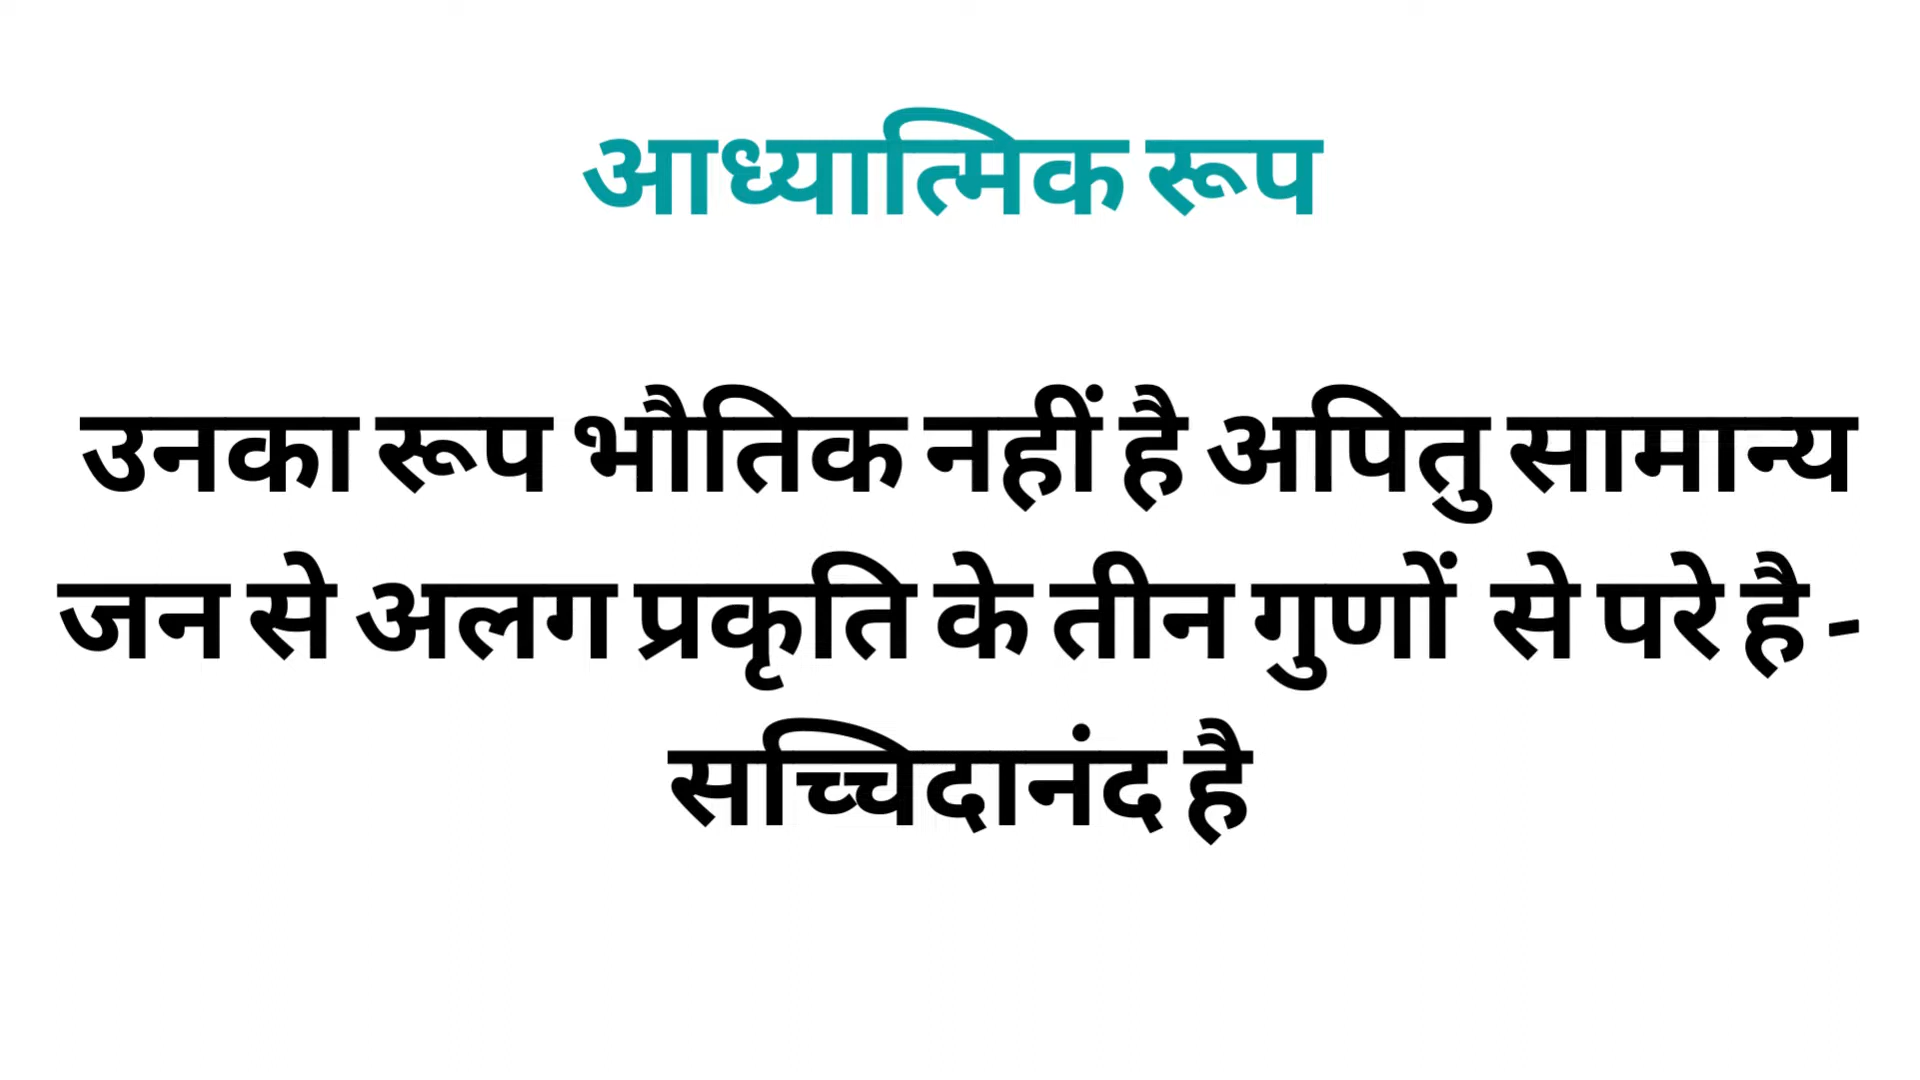 आध्यात्मिक रूप
उनका रूप भौतिक नहीं है अपितु सामान्य
जन से अलग प्रकृति के तीन गुणों से परे है -
सच्चिदानंद है